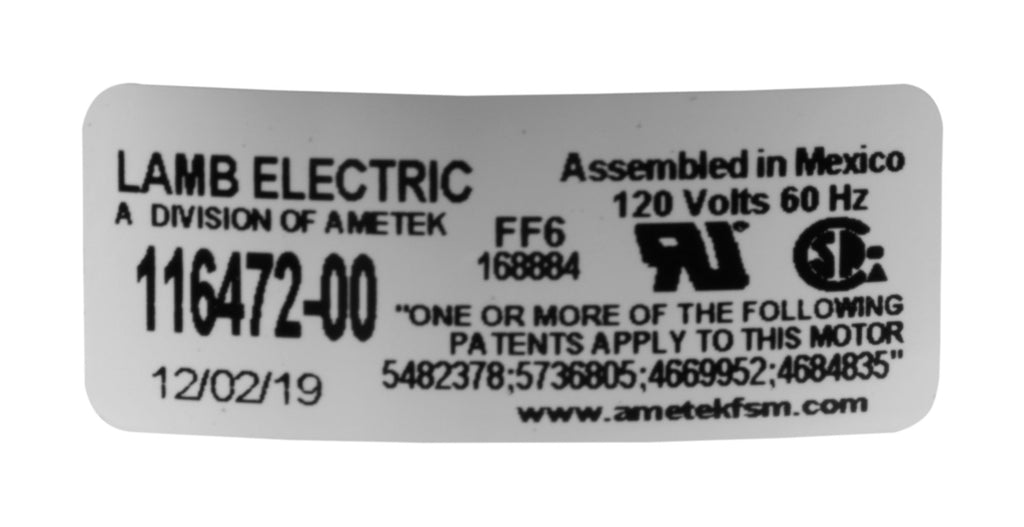 LAMB ELECTRIC
A DIVISION OF AMETEK
116472-00
12/02/19
FF6
168884
Assembled in Mexico
120 Volts 60 Hz
"ONE OR MORE OF THE FOLLOWING
PATENTS APPLY TO THIS MOTOR
5482378;5736805;4669952;4684835"
www.ametekfsm.com